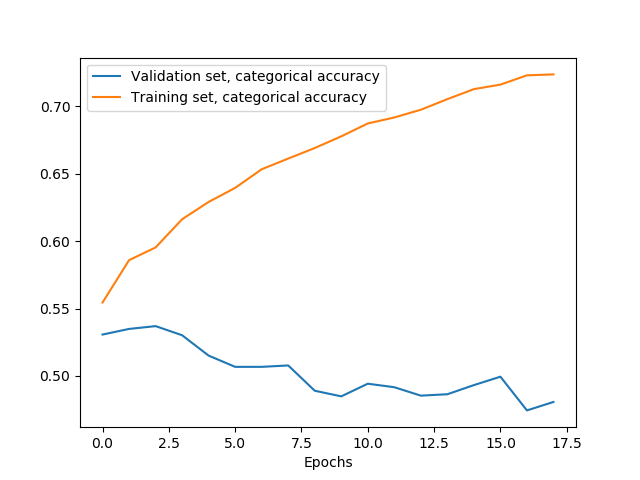 Validation set, categorical accuracy
Training set, categorical accuracy
0.70
0.65
0.60
0.55
0.50
0.0 2.5 5.0 7.5 10.0 12.5 15.0 17.5
Epochs